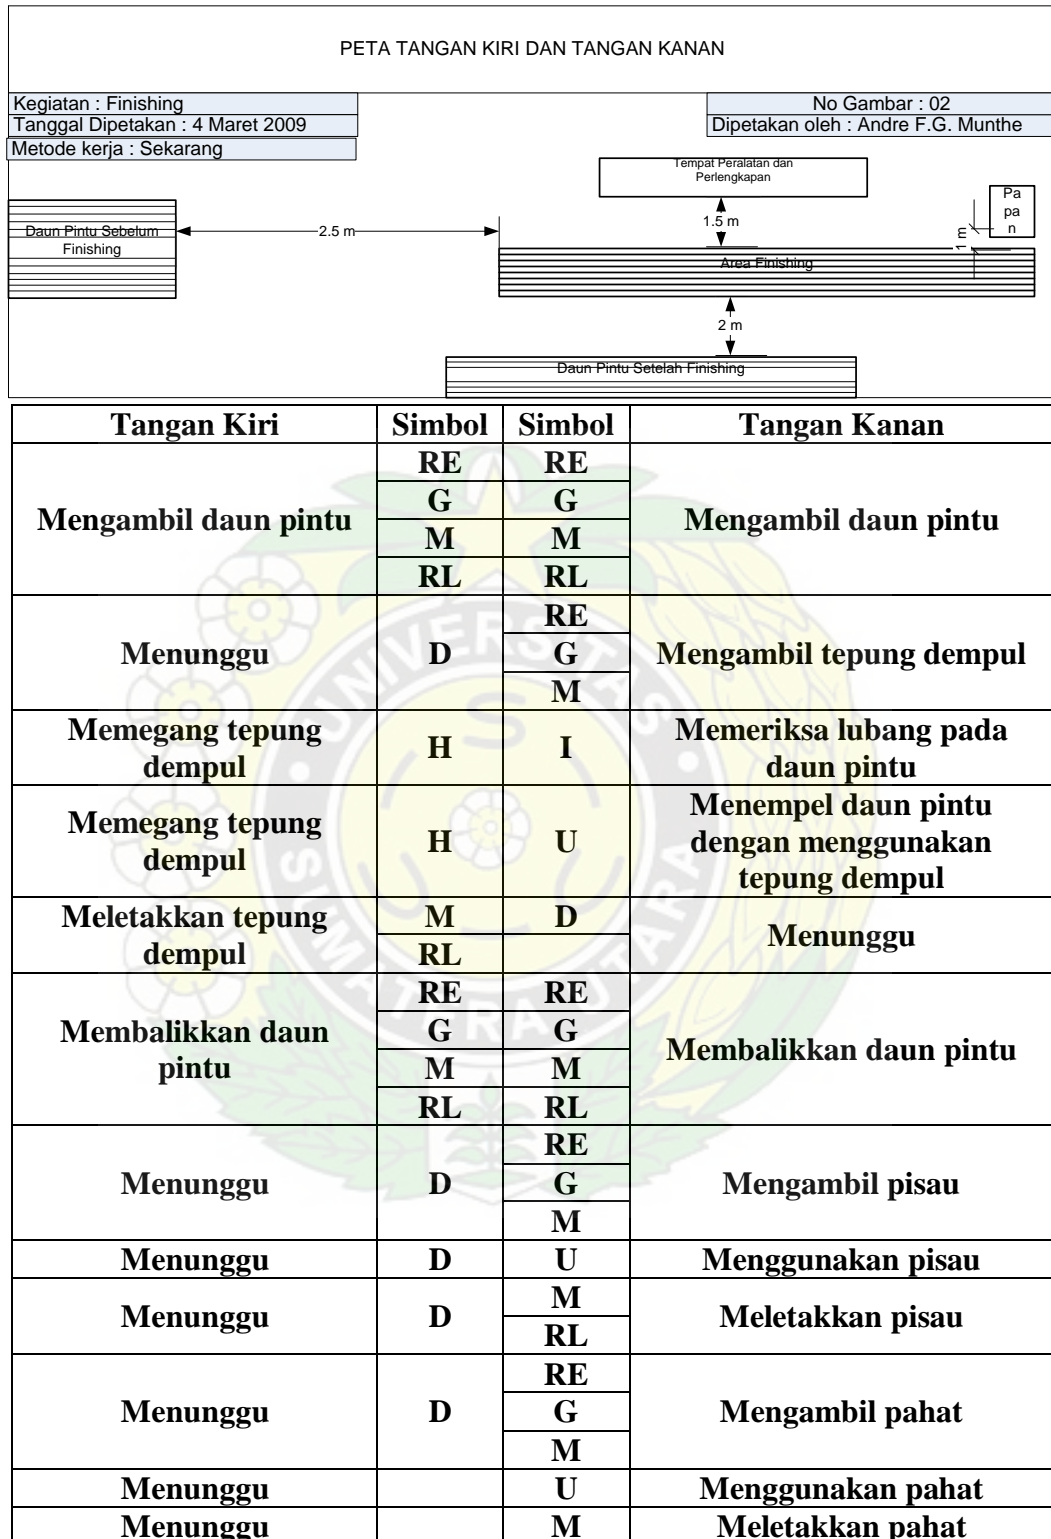 PETA TANGAN KIRI DAN TANGAN KANAN
Kegiatan : Finishing
Tanggal Dipetakan : 4 Maret 2009
Metode kerja : Sekarang
No Gambar : 02
Dipetakan oleh : Andre F.G. Munthe
Tempat Peralatan dan
Perlengkapan
Pa
pa
n
1.5 m
1 m
Daun Pintu Sebelum
Finishing
2.5 m
Area Finishing
2 m
Daun Pintu Setelah Finishing
Tangan Kiri Simbol Simbol Tangan Kanan
Mengambil daun pintu
RE RE
G G
M M
RL RL
Mengambil daun pintu
Menunggu
D
RE
G
M
Mengambil tepung dempul
Memegang tepung
dempul
H I
Memeriksa lubang pada
daun pintu
Memegang tepung
dempul
H U
Menempel daun pintu
dengan menggunakan
tepung dempul
Meletakkan tepung
dempul
M D
RL
Menunggu
Membalikkan daun
pintu
RE RE
G G
M M
RL RL
Membalikkan daun pintu
Menunggu
D
RE
G
M
Mengambil pisau
Menunggu D U Menggunakan pisau
Menunggu
D
M
RL
Meletakkan pisau
Menunggu
D
RE
G
M
Mengambil pahat
Menunggu U Menggunakan pahat
Menunggu M Meletakkan pahat
UNIVERSITAS
SUMATERA UTARA